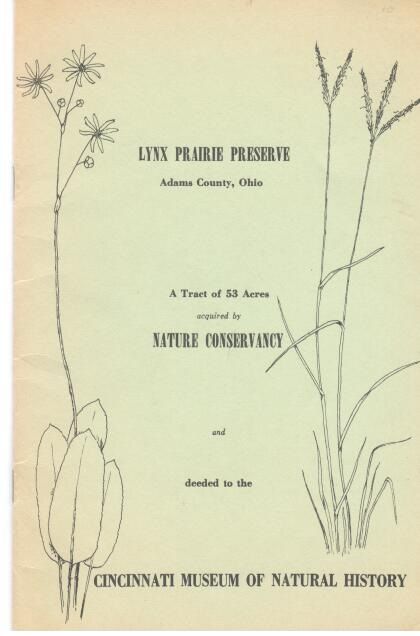 LYNX PRAIRIE PRESERVE
Adams County, Ohio
A Tract of 53 Acres
acquired by
NATURE CONSERVANCY
and
deeded to the
CINCINNATI MUSEUM OF NATURAL HISTORY